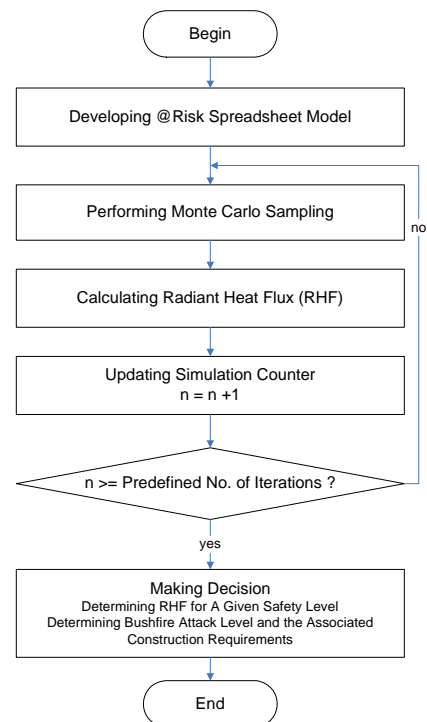 Begin
Developing @Risk Spreadsheet Model
Performing Monte Carlo Sampling
no
Calculating Radiant Heat Flux (RHF)
Updating Simulation Counter
n = n +1
n >= Predefined No. of Iterations ?
yes
Making Decision
Determining RHF for A Given Safety Level
Determining Bushfire Attack Level and the Associated
Construction Requirements
End